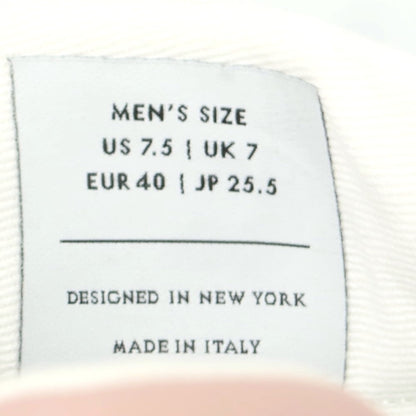 MEN'S SIZE
US 7.5 | UK 7
EUR 40 | JP 25.5
DESIGNED IN NEW YORK
MADE IN ITALY